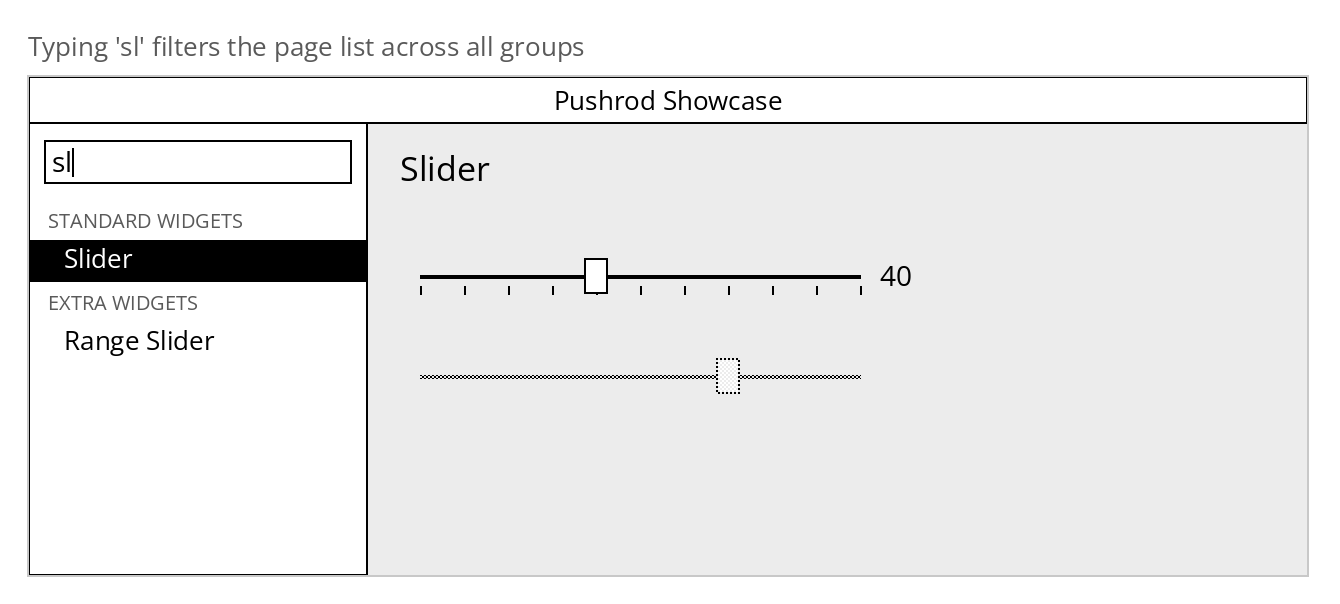 Typing 'sl' filters the page list across all groups
Pushrod Showcase
sl
STANDARD WIDGETS
Slider
EXTRA WIDGETS
Range Slider
Slider
40